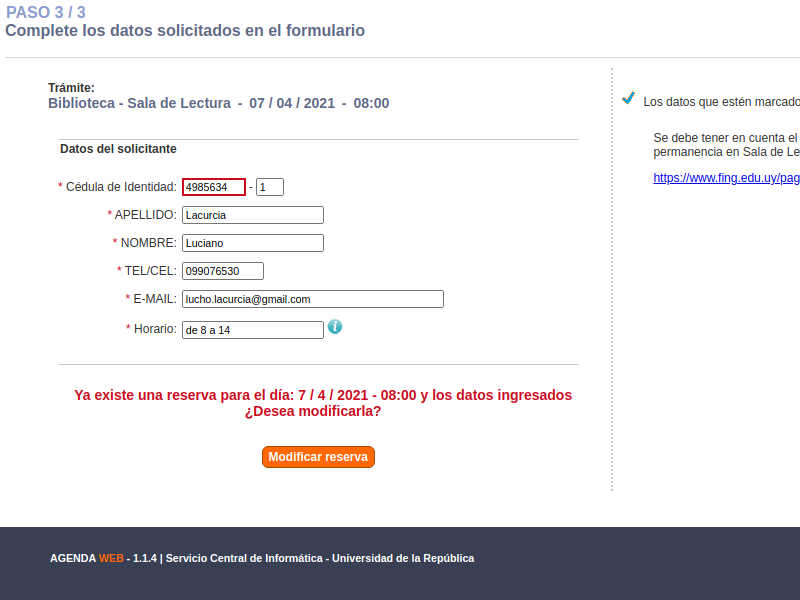 PASO 3 / 3
Complete los datos solicitados en el formulario
Trámite:
Biblioteca - Sala de Lectura - 07 / 04 / 2021 - 08:00
Datos del solicitante
* Cédula de Identidad: 4985634 - 1
* APELLIDO: Lacurcia
* NOMBRE: Luciano
* TEL/CEL: 099076530
* E-MAIL: lucho.lacurcia@gmail.com
* Horario: de 8 a 14
Ya existe una reserva para el día: 7 / 4 / 2021 - 08:00 y los datos ingresados
¿Desea modificarla?
Modificar reserva
Los datos que estén marcado
Se debe tener en cuenta el
permanencia en Sala de Le
https://www.fing.edu.uy/pag
AGENDA WEB - 1.1.4 | Servicio Central de Informática - Universidad de la República